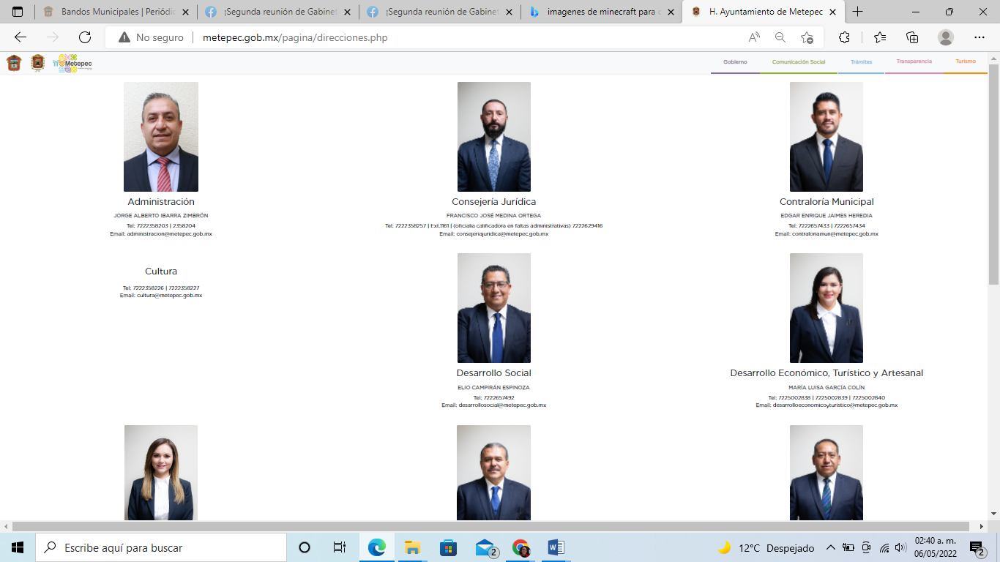 Bandos Municipales | Periódic
¡Segunda reunión de Gabinet
¡Segunda reunión de Gabinet
imagenes de minecraft para c
H. Ayuntamiento de Metepec
No seguro
metepec.gob.mx/pagina/direcciones.php
Metepec
Gobierno
Comunicación Social
Trámites
Transparencia
Turismo
Administración
JORGE ALBERTO IBARRA ZIMBRÓN
Tel: 7222358203 | 2358204
Email: administracion@metepec.gob.mx
Consejería Jurídica
FRANCISCO JOSÉ MEDINA ORTEGA
Tel: 7222358257 | Ext.1161 | (oficialia calificadora en faltas administrativas) 7222629416
Email: consejeriajuridica@metepec.gob.mx
Contraloría Municipal
EDGAR ENRIQUE JAIMES HEREDIA
Tel: 7222657433 | 7222657434
Email: contraloriamun@metepec.gob.mx
Cultura
Tel: 7222358226 | 7222358227
Email: cultura@metepec.gob.mx
Desarrollo Social
ELIO CAMPIRÁN ESPINOZA
Tel: 7222657492
Email: desarrollosocial@metepec.gob.mx
Desarrollo Económico, Turístico y Artesanal
MARÍA LUISA GARCÍA COLÍN
Tel: 7225002838 | 7225002839 | 7225002840
Email: desarrolloeconomicoyturistico@metepec.gob.mx
Escribe aquí para buscar
2
12°C Despejado
02:40 a. m.
06/05/2022
2